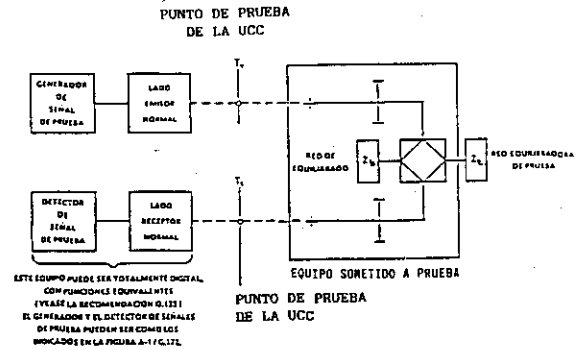 PUNTO DE PRUEBA
DE LA UCC
GENERADOR
DE
SEÑAL
DE PRUEBA
LADO
EMISOR
NORMAL
RED DE
EQUILIBRADO
RED EQUILIBRADORA
DE PRUEBA
DETECTOR
DE
SEÑAL
DE PRUEBA
LADO
RECEPTOR
NORMAL
EQUIPO SOMETIDO A PRUEBA
ESTE EQUIPO PUEDE SER TOTALMENTE DIGITAL,
CON FUNCIONES EQUIVALENTES
(VEASE LA RECOMENDACION
EL GENERADOR Y EL DETECTOR DE SEÑALES
DE PRUEBA PUEDEN SER COMO LOS
INDICADOS EN LA FIGURA
PUNTO DE PRUEBA
DE LA UCC